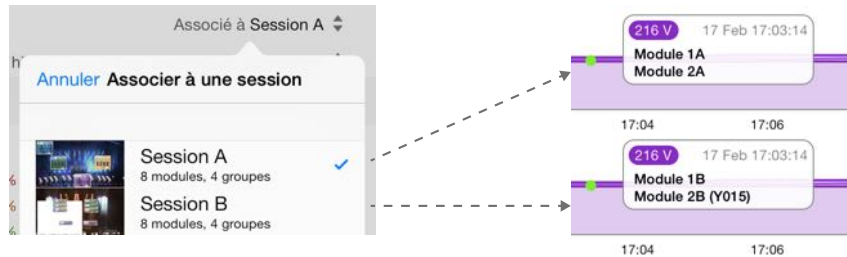 Associé à Session A
Annuler Associer à une session
Session A
8 modules, 4 groupes
Session B
8 modules, 4 groupes
%
%
%
216 V 17 Feb 17:03:14
Module 1A
Module 2A
17:04 17:06
216 V 17 Feb 17:03:14
Module 1B
Module 2B (Y015)
17:04 17:06